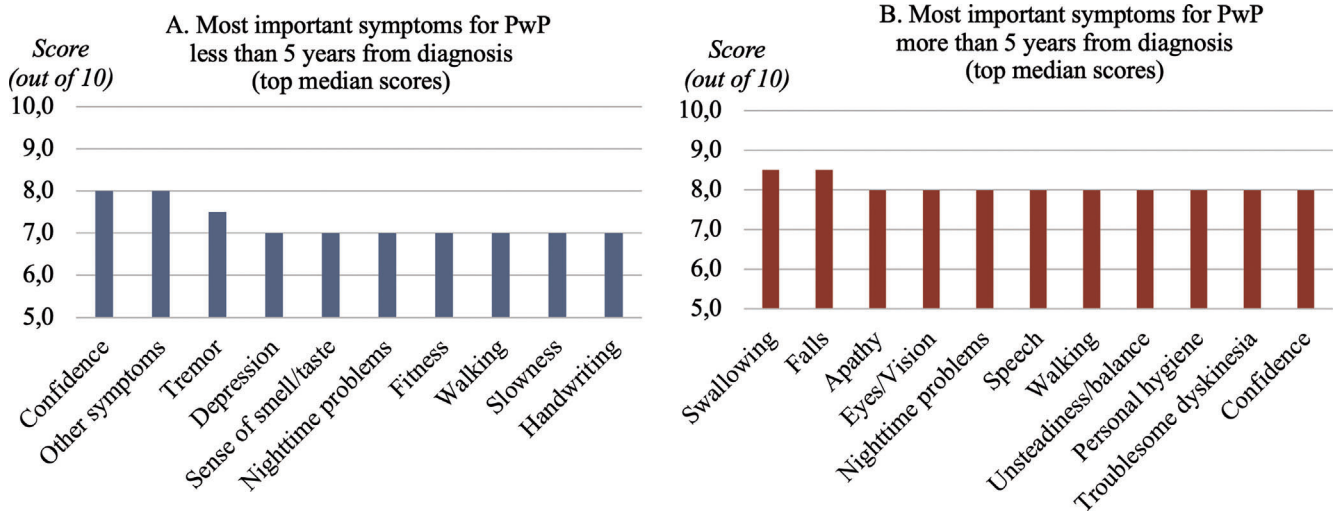 A. Most important symptoms for PwP
less than 5 years from diagnosis
(top median scores)
Score
(out of 10)
10,0
9,0
8,0
7,0
6,0
5,0
Confidence
Other symptoms
Tremor
Depression
Sense of smell/taste
Nighttime problems
Fitness
Walking
Slowness
Handwriting
B. Most important symptoms for PwP
more than 5 years from diagnosis
(top median scores)
Score
(out of 10)
10,0
9,0
8,0
7,0
6,0
5,0
Swallowing
Falls
Apathy
Eyes/Vision
Nighttime problems
Speech
Walking
Unsteadiness/balance
Personal hygiene
Troublesome dyskinesia
Confidence